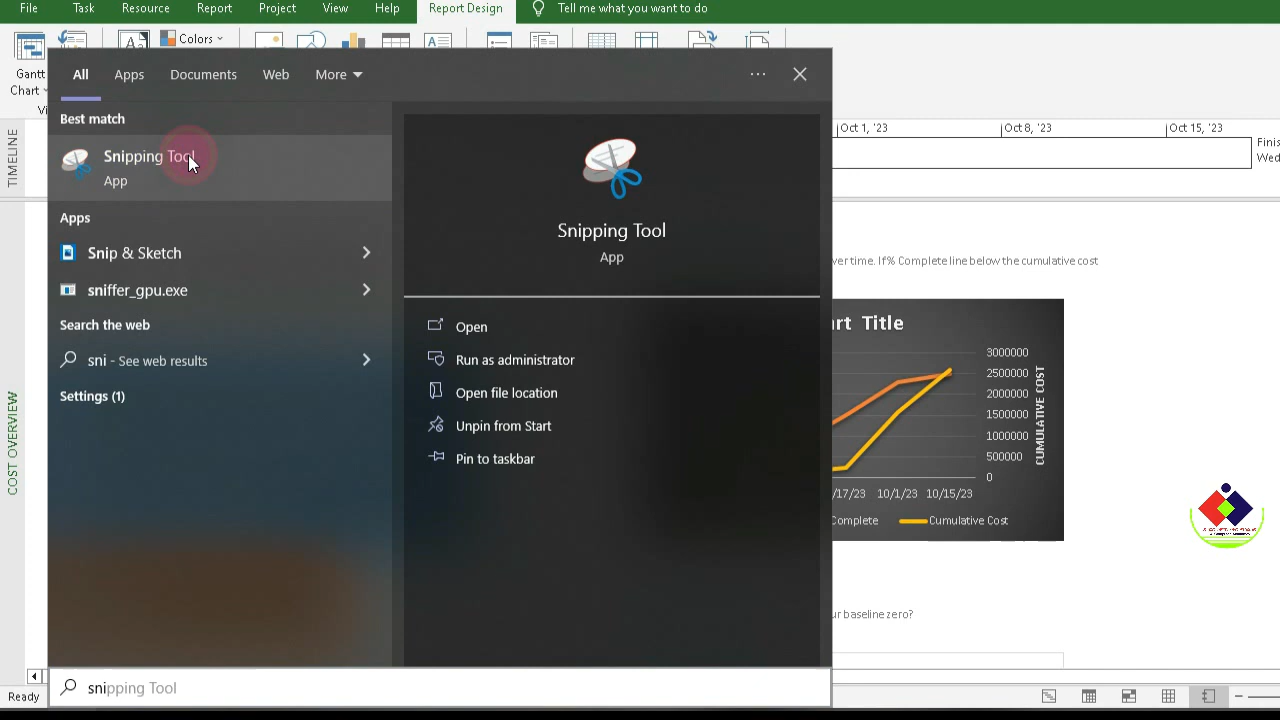 File Task Resource Report Project View Help Report Design Tell me what you want to do
Colors
Gantt
Chart
All Apps Documents Web More
Best match
Snipping Tool
App
Apps
Snip & Sketch
sniffer_gpu.exe
Search the web
sni - See web results
Settings (1)
Snipping Tool
App
Open
Run as administrator
Open file location
Unpin from Start
Pin to taskbar
snipping Tool
TIMELINE
Oct 1, '23 Oct 8, '23 Oct 15, '23
Finis
Wed
COST OVERVIEW
ver time. If % Complete line below the cumulative cost
rt Title
3000000
2500000
2000000
1500000
1000000
500000
0
CUMULATIVE COST
/17/23 10/1/23 10/15/23
Complete Cumulative Cost
ur baseline zero?
Ready